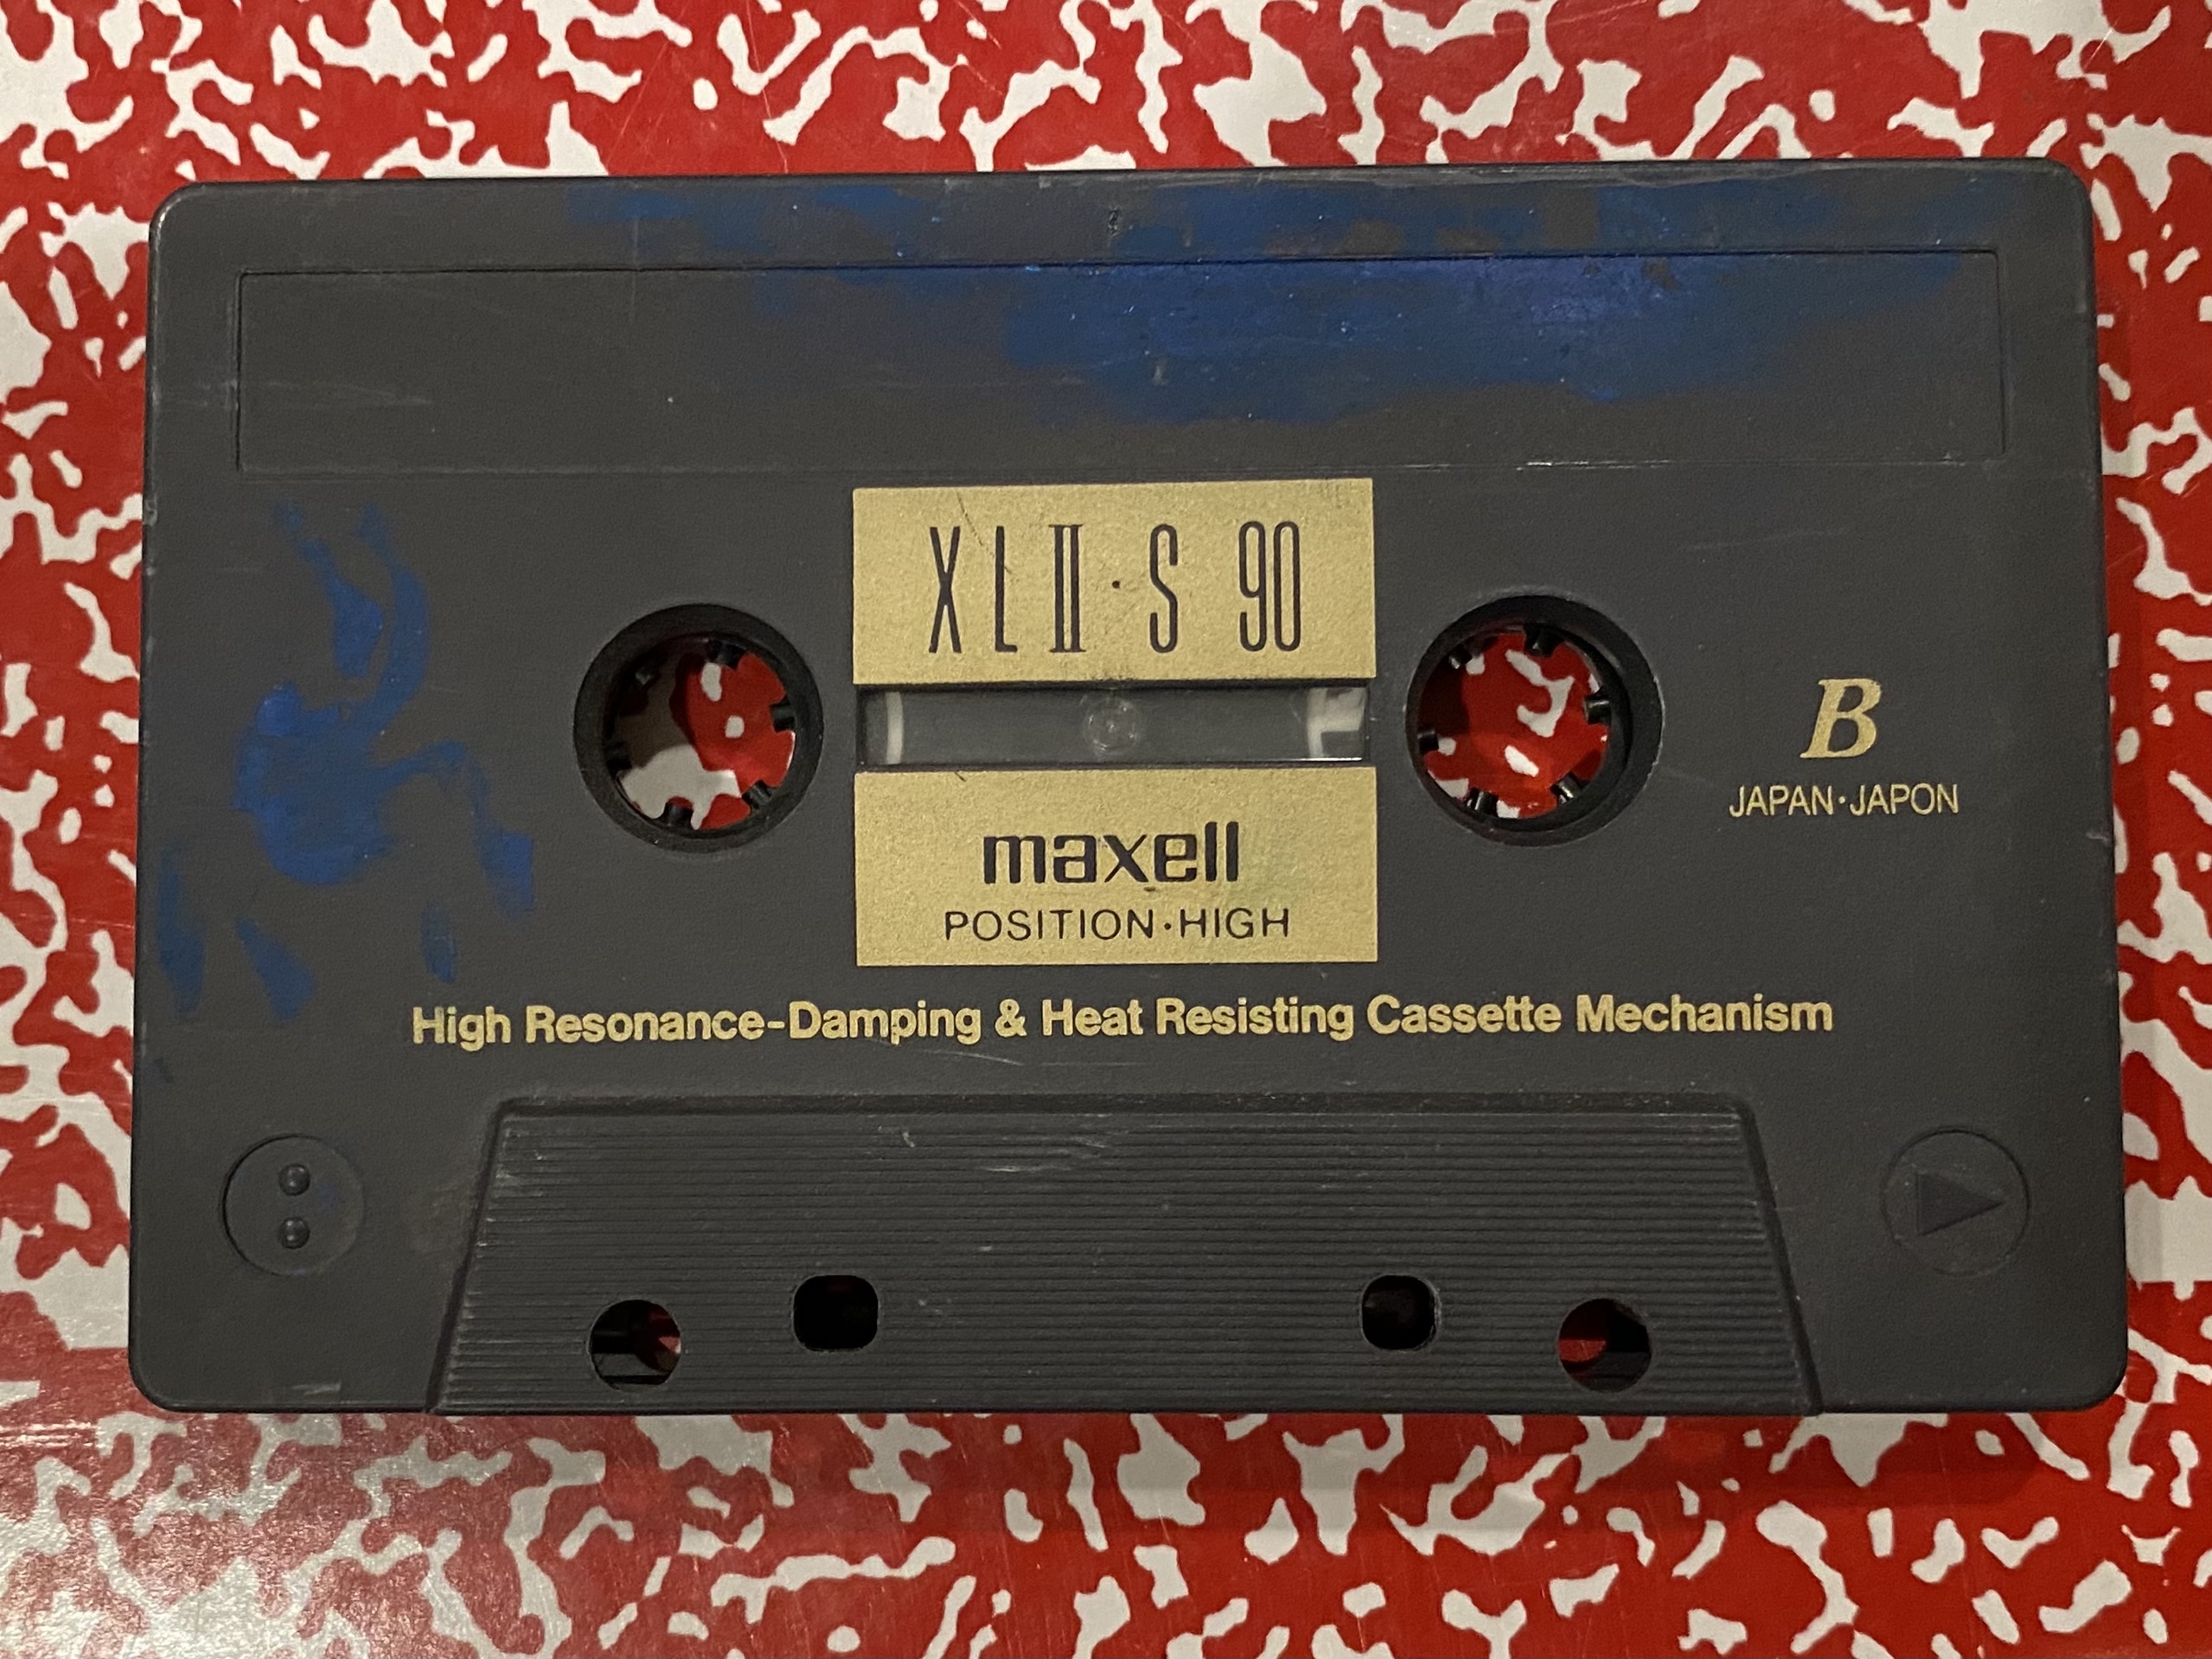 XLⅡ·S 90
maxell
POSITION·HIGH
B
JAPAN·JAPON
High Resonance-Damping & Heat Resisting Cassette Mechanism